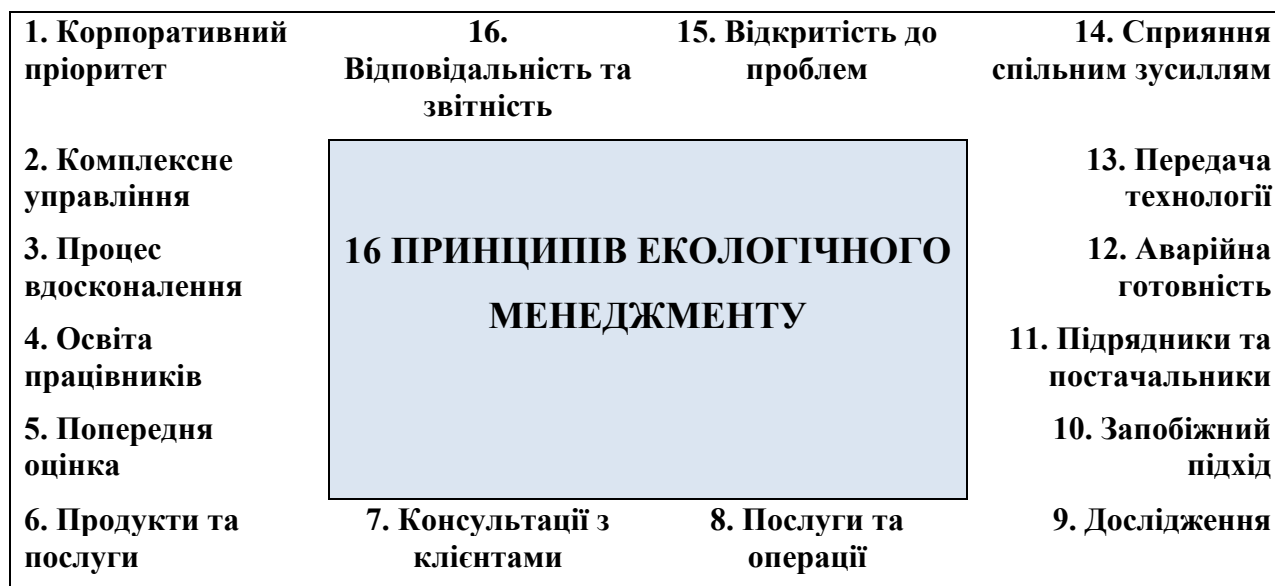 1. Корпоративний
пріоритет
16.
Відповідальність та
звітність
15. Відкритість до
проблем
14. Сприяння
спільним зусиллям
2. Комплексне
управління
13. Передача
технології
3. Процес
вдосконалення
16 ПРИНЦИПІВ ЕКОЛОГІЧНОГО
МЕНЕДЖМЕНТУ
12. Аварійна
готовність
4. Освіта
працівників
11. Підрядники та
постачальники
5. Попередня
оцінка
10. Запобіжний
підхід
6. Продукти та
послуги
7. Консультації з
клієнтами
8. Послуги та
операції
9. Дослідження